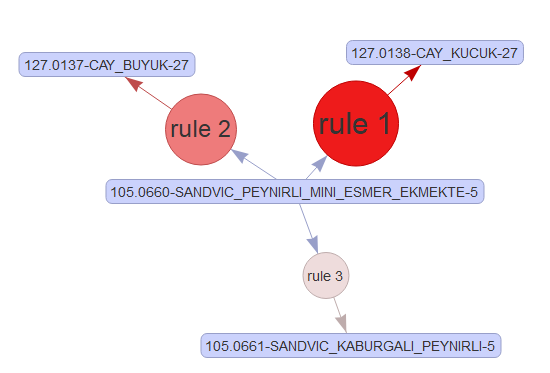 127.0138-CAY_KUCUK-27
127.0137-CAY_BUYUK-27
rule 2
rule 1
105.0660-SANDVIC_PEYNIRLI_MINI_ESMER_EKMEKTE-5
rule 3
105.0661-SANDVIC_KABURGALI_PEYNIRLI-5